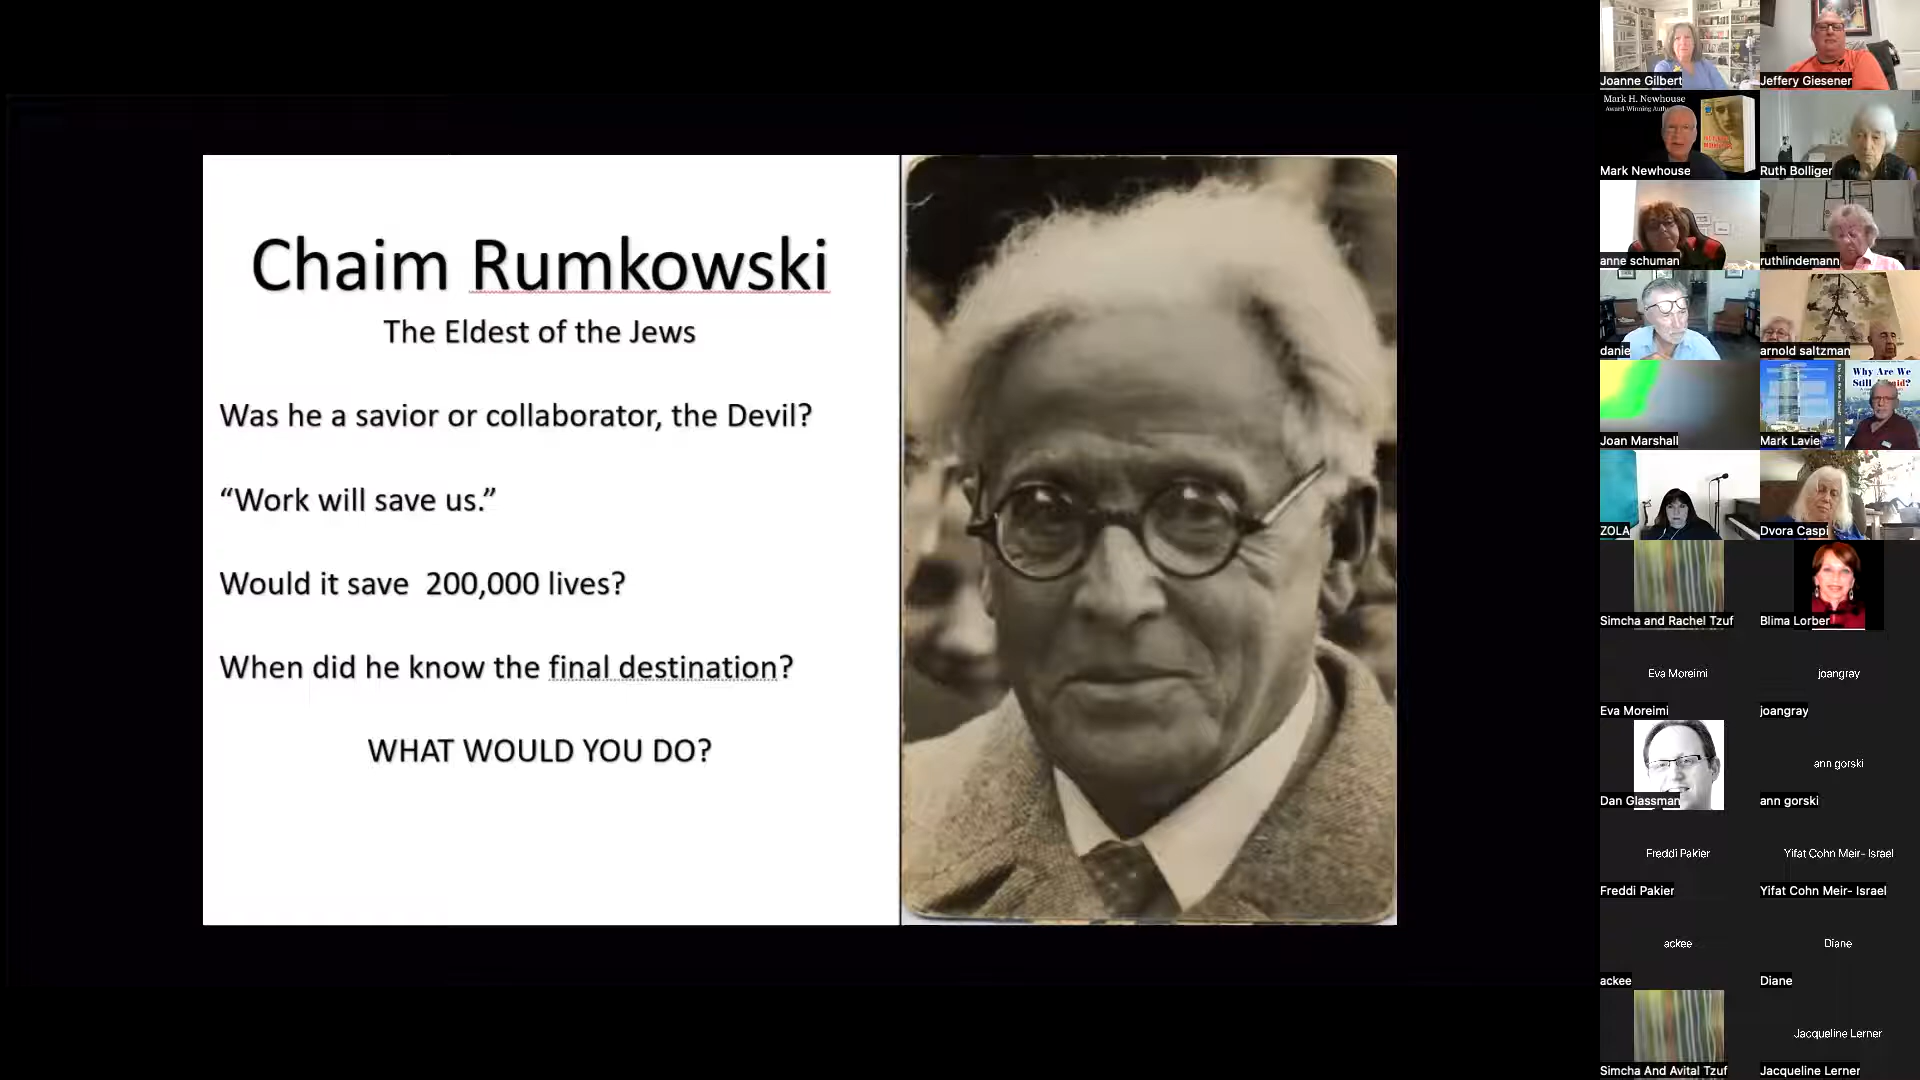 Chaim Rumkowski
The Eldest of the Jews
Was he a savior or collaborator, the Devil?
“Work will save us.”
Would it save  200,000 lives?
When did he know the final destination?
WHAT WOULD YOU DO?
Joanne Gilbert
Jeffery Giesener
Mark H. Newhouse
Mark Newhouse
Ruth Bolliger
anne schuman
ruthlindemann
danie
arnold saltzman
Joan Marshall
Why Are We
Still
Mark Lavie
ZOLA
Dvora Caspi
Simcha and Rachel Tzuf
Blima Lorber
Eva Moreimi
joangray
Eva Moreimi
joangray
ann gorski
Dan Glassman
ann gorski
Freddi Pakier
Yifat Cohn Meir- Israel
Freddi Pakier
Yifat Cohn Meir- Israel
ackee
Diane
ackee
Diane
Jacqueline Lerner
Simcha And Avital Tzuf
Jacqueline Lerner